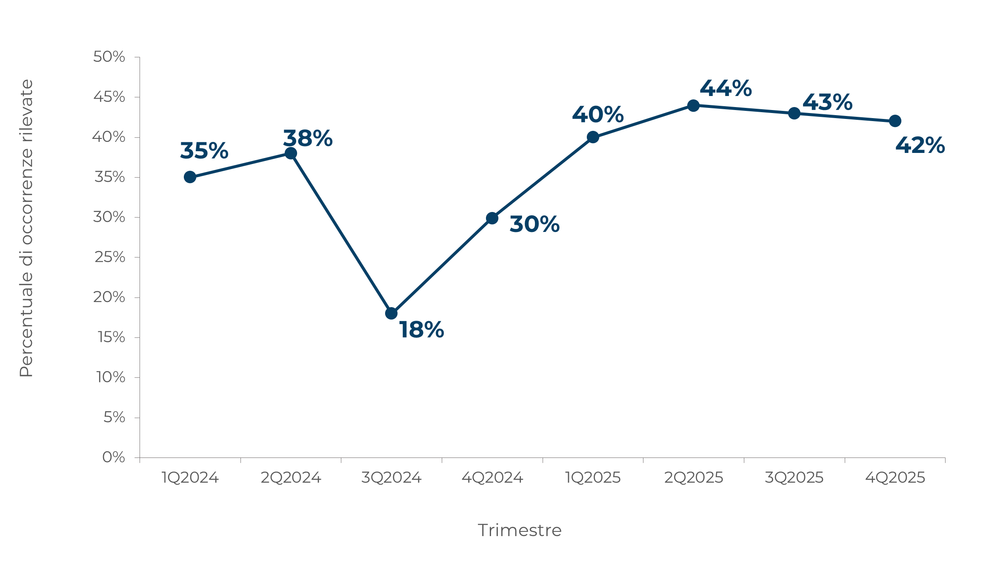 Percentuale di occorrenze rilevate
50%
45%
40%
35%
30%
25%
20%
15%
10%
5%
0%
35%
38%
18%
30%
40%
44%
43%
42%
1Q2024
2Q2024
3Q2024
4Q2024
1Q2025
2Q2025
3Q2025
4Q2025
Trimestre